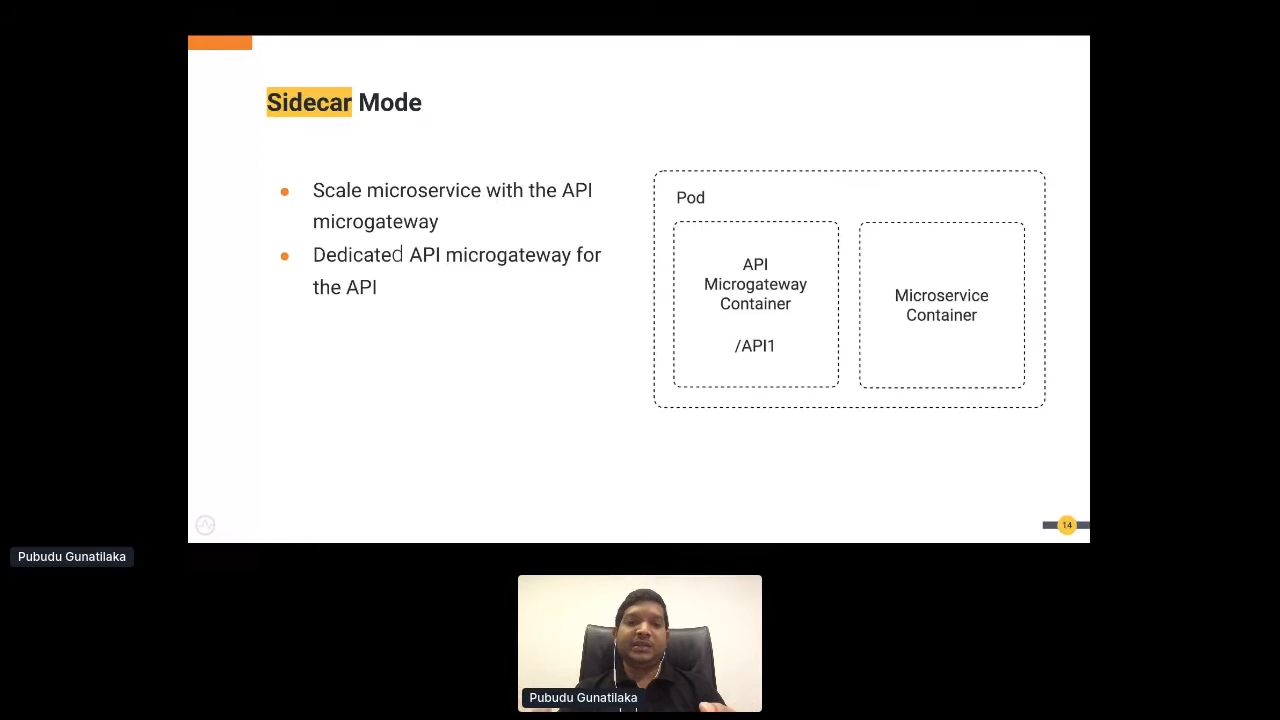 Sidecar Mode
Scale microservice with the API
microgateway
Dedicated API microgateway for
the API
Pod
API
Microgateway
Container
/API1
Microservice
Container
14
Pubudu Gunatilaka
Pubudu Gunatilaka